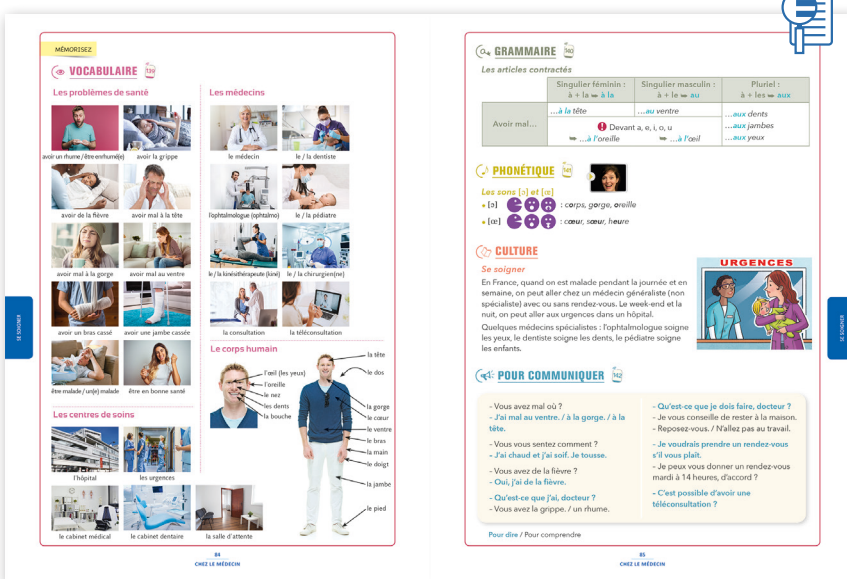 MÉMORISEZ
VOCABULAIRE 139
Les problèmes de santé
avoir un rhume / être enrhumé(e) avoir la grippe
avoir de la fièvre avoir mal à la tête
avoir mal à la gorge avoir mal au ventre
avoir un bras cassé avoir une jambe cassée
être malade / un(e) malade être en bonne santé
Les centres de soins
l'hôpital les urgences
le cabinet médical le cabinet dentaire la salle d'attente
Les médecins
le médecin le / la dentiste
l'ophtalmologue (ophtalmo) le / la pédiatre
le / la kinésithérapeute (kiné) le / la chirurgien(ne)
la consultation la téléconsultation
Le corps humain
l'œil (les yeux)
l'oreille
le nez
les dents
la bouche
la tête
le dos
la gorge
le cœur
le ventre
le bras
la main
le doigt
la jambe
le pied
SE SOIGNER
84
CHEZ LE MÉDECIN
GRAMMAIRE 140
Les articles contractés
Singulier féminin : Singulier masculin : Pluriel :
à + la ➥ à la à + le ➥ au à + les ➥ aux
Avoir mal...
...à la tête ...au ventre
! Devant a, e, i, o, u
➥ ...à l'oreille ➥ ...à l'œil
...aux dents
...aux jambes
...aux yeux
PHONÉTIQUE 141
Les sons [ɔ] et [œ]
• [ɔ] : corps, gorge, oreille
• [œ] : cœur, sœur, heure
CULTURE
Se soigner
En France, quand on est malade pendant la journée et en
semaine, on peut aller chez un médecin généraliste (non
spécialiste) avec ou sans rendez-vous. Le week-end et la
nuit, on peut aller aux urgences dans un hôpital.
Quelques médecins spécialistes : l'ophtalmologue soigne
les yeux, le dentiste soigne les dents, le pédiatre soigne
les enfants.
URGENCES
POUR COMMUNIQUER 142
- Vous avez mal où ?
- J'ai mal au ventre. / à la gorge. / à la
tête.
- Vous vous sentez comment ?
- J'ai chaud et j'ai soif. Je tousse.
- Vous avez de la fièvre ?
- Oui, j'ai de la fièvre.
- Qu'est-ce que j'ai, docteur ?
- Vous avez la grippe. / un rhume.
- Qu'est-ce que je dois faire, docteur ?
- Je vous conseille de rester à la maison.
- Reposez-vous. / N'allez pas au travail.
- Je voudrais prendre un rendez-vous
s'il vous plaît.
- Je peux vous donner un rendez-vous
mardi à 14 heures, d'accord ?
- C'est possible d'avoir une
téléconsultation ?
Pour dire / Pour comprendre
SE SOIGNER
85
CHEZ LE MÉDECIN